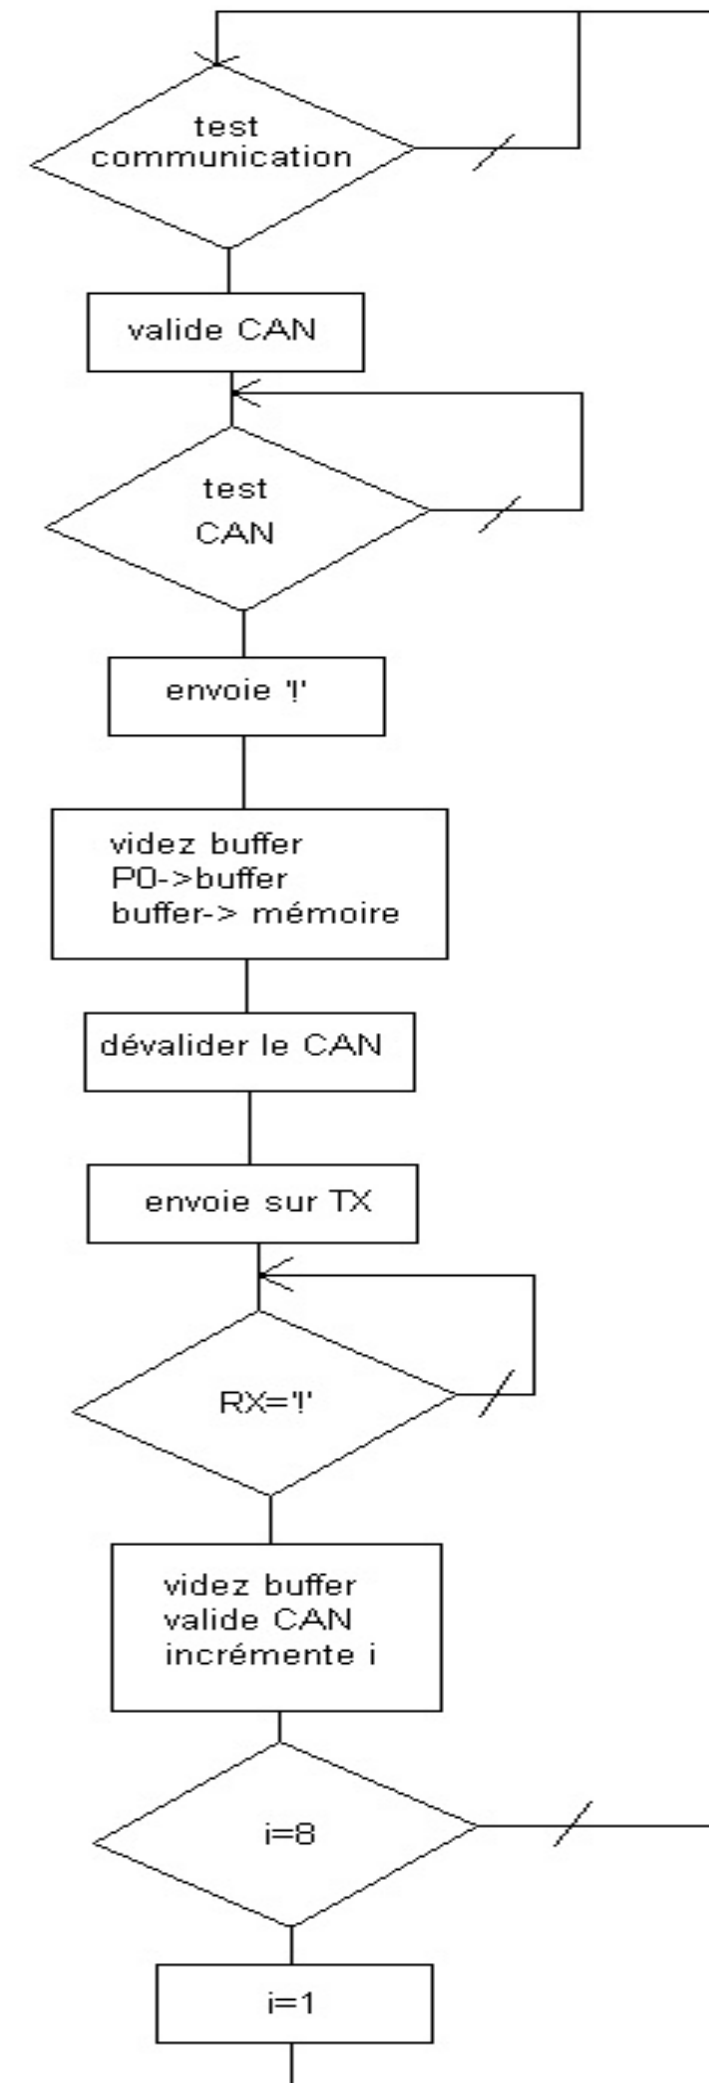 test
communication
valide CAN
test
CAN
envoie '!'
videz buffer
P0->buffer
buffer-> mémoire
dévalider le CAN
envoie sur TX
RX='!'
videz buffer
valide CAN
incrémente i
i=8
i=1